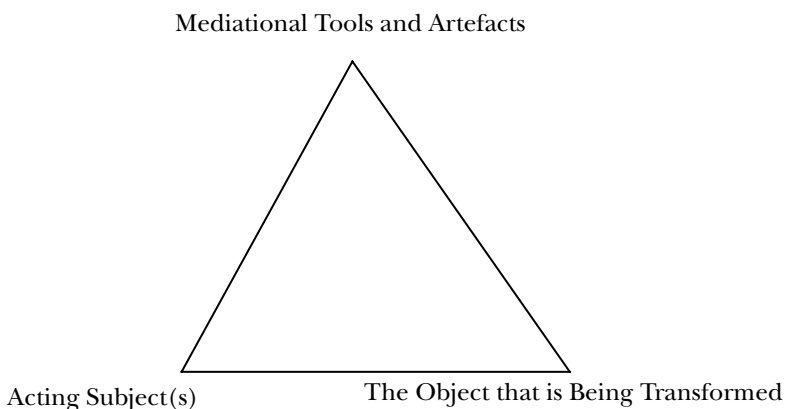 Mediational Tools and Artefacts
Acting Subject(s)
The Object that is Being Transformed